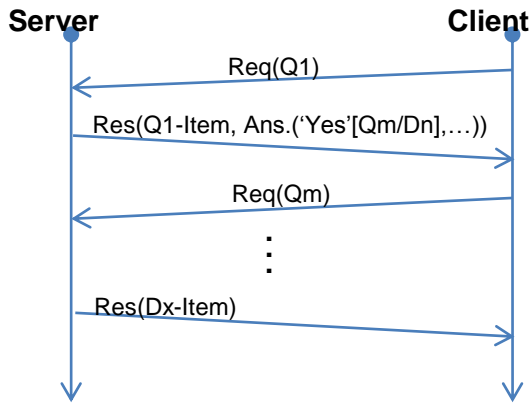 Server
Client
Req(Q1)
Res(Q1-Item, Ans.(‘Yes’[Qm/Dn],…))
Req(Qm)
Res(Dx-Item)